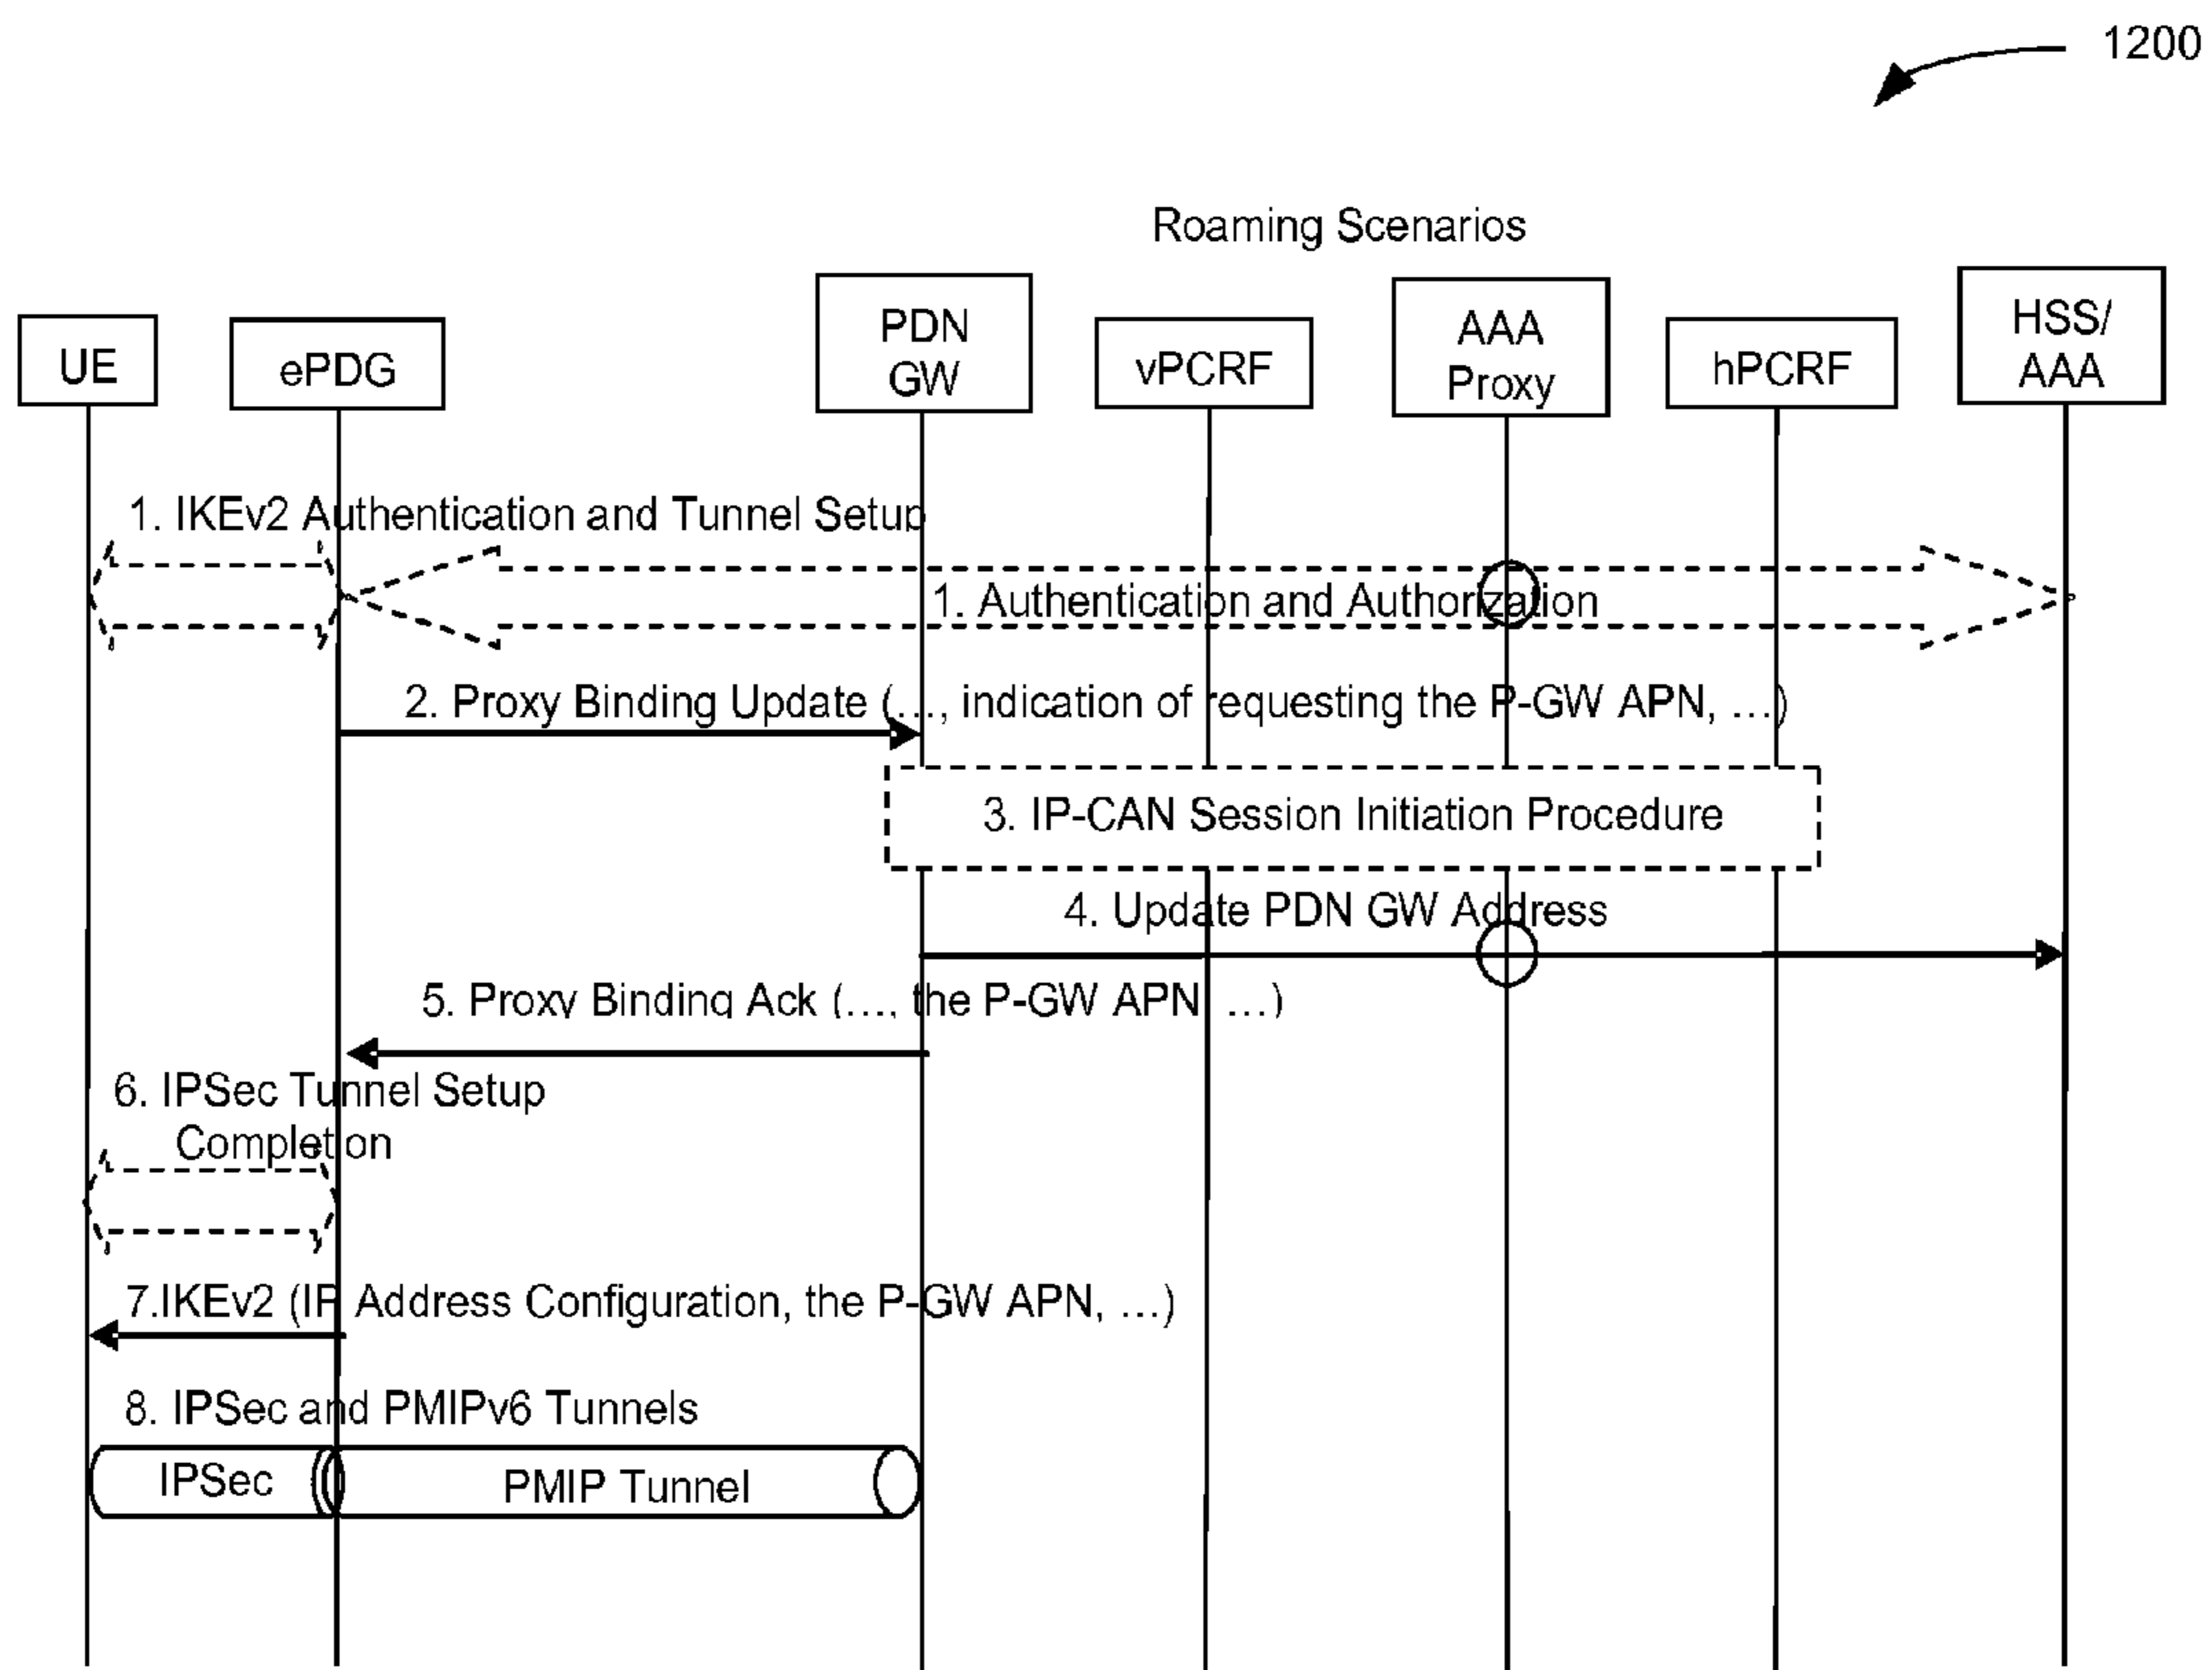 1200
Roaming Scenarios
UE
ePDG
PDN
GW
vPCRF
AAA
Proxy
hPCRF
HSS/
AAA
1. IKEv2 Authentication and Tunnel Setup
1. Authentication and Authorization
2. Proxy Binding Update (..., indication of requesting the P-GW APN, ...)
3. IP-CAN Session Initiation Procedure
4. Update PDN GW Address
5. Proxy Binding Ack (..., the P-GW APN, ...)
6. IPSec Tunnel Setup
Completion
7.IKEv2 (IP Address Configuration, the P-GW APN, ...)
8. IPSec and PMIPv6 Tunnels
IPSec
PMIP Tunnel